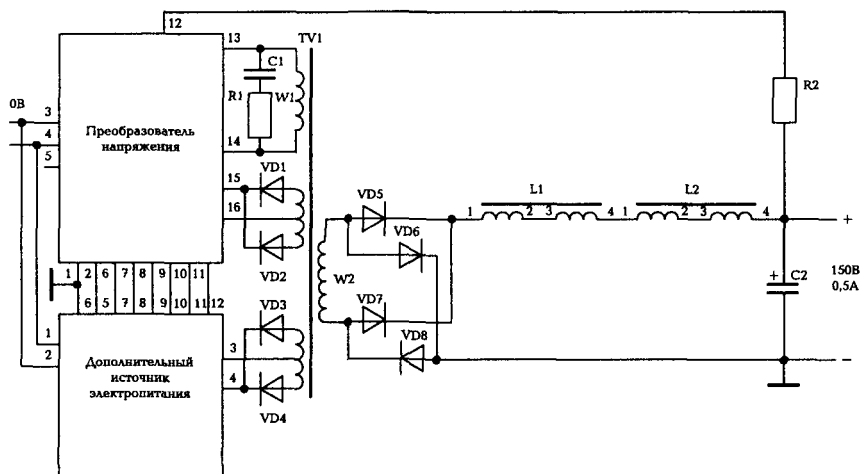 12
13
TV1
C1
R1
W1
R2
0В
3
4
5
Преобразователь
напряжения
14
15
16
VD1
VD2
VD5
VD6
W2
VD7
VD8
1
L1
2 3
4
1
L2
2 3
4
+
+
C2
150В
0,5А
−
1 2 6 7 8 9 10 11
6 5 7 8 9 10 11 12
1
2
Дополнительный
источник
электропитания
3
4
VD3
VD4